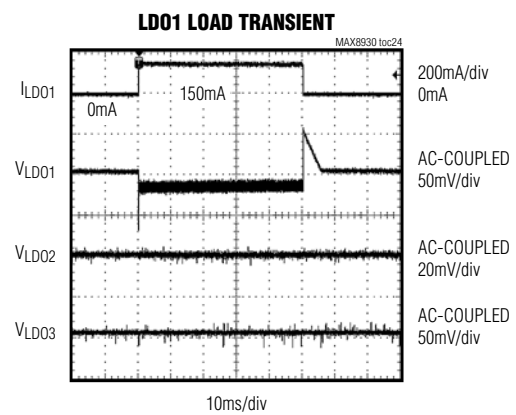 LDO1 LOAD TRANSIENT
MAX8930 toc24
ILDO1
0mA
150mA
200mA/div
0mA
VLDO1
AC-COUPLED
50mV/div
VLDO2
AC-COUPLED
20mV/div
VLDO3
AC-COUPLED
50mV/div
10ms/div